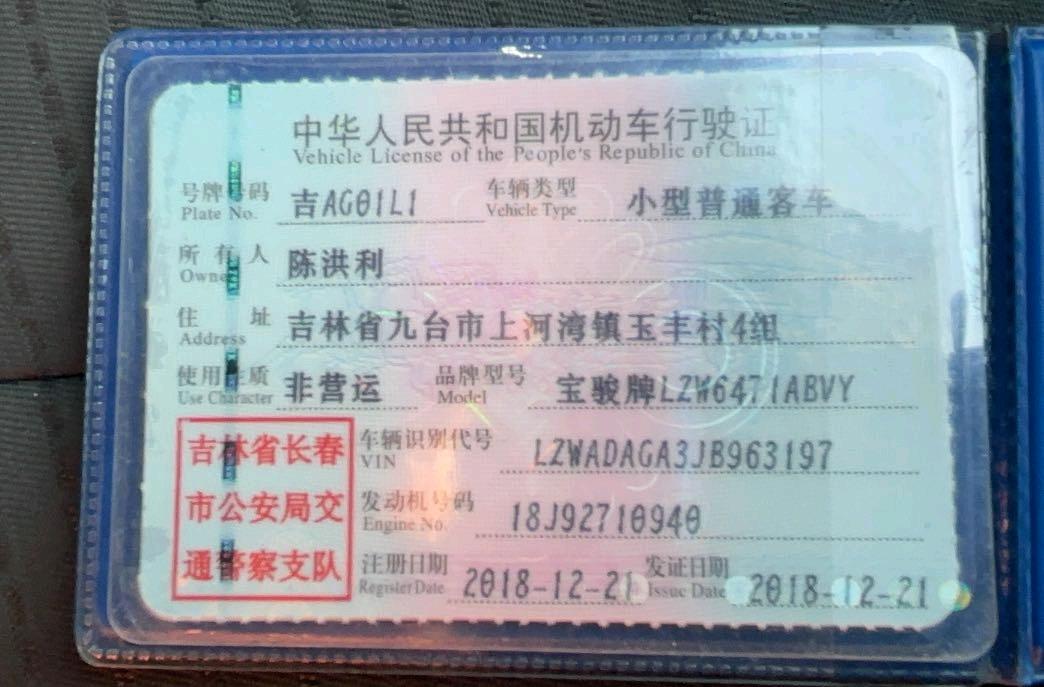 中华人民共和国机动车行驶证
Vehicle License of the People's Republic of China
号牌号码 吉AG01L1 车辆类型 小型普通客车
Plate No. Vehicle Type
所有人 陈洪利
Owner
住址 吉林省九台市上河湾镇玉丰村4组
Address
使用性质 非营运 品牌型号 宝骏牌LZW6471ABVY
Use Character Model
吉林省长春
市公安局交
通警察支队
车辆识别代号 LZWADAGA3JB963197
VIN
发动机号码 18J92710940
Engine No.
注册日期 2018-12-21 发证日期 2018-12-21
Register Date Issue Date